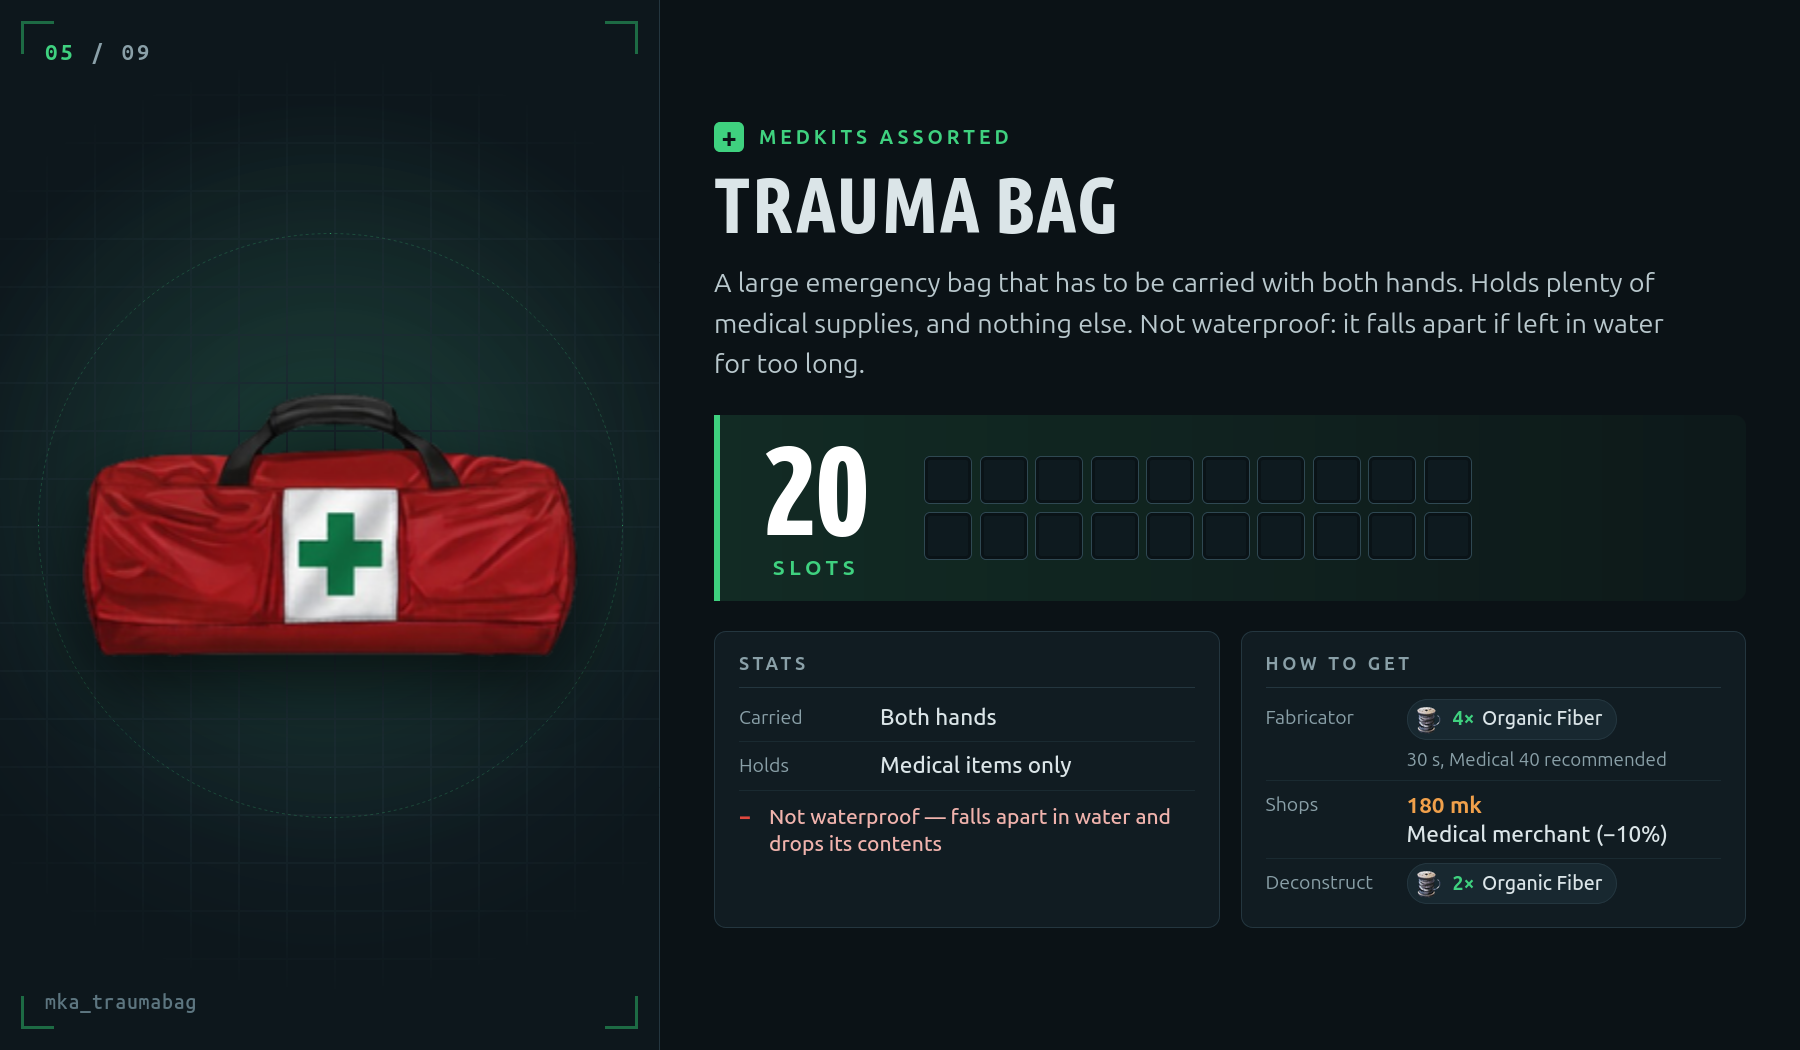 05 / 09
MEDKITS ASSORTED
TRAUMA BAG
A large emergency bag that has to be carried with both hands. Holds plenty of
medical supplies, and nothing else. Not waterproof: it falls apart if left in water
for too long.
20
SLOTS
STATS
Carried Both hands
Holds Medical items only
– Not waterproof — falls apart in water and
drops its contents
HOW TO GET
Fabricator 4× Organic Fiber
30 s, Medical 40 recommended
Shops 180 mk
Medical merchant (−10%)
Deconstruct 2× Organic Fiber
mka_traumabag